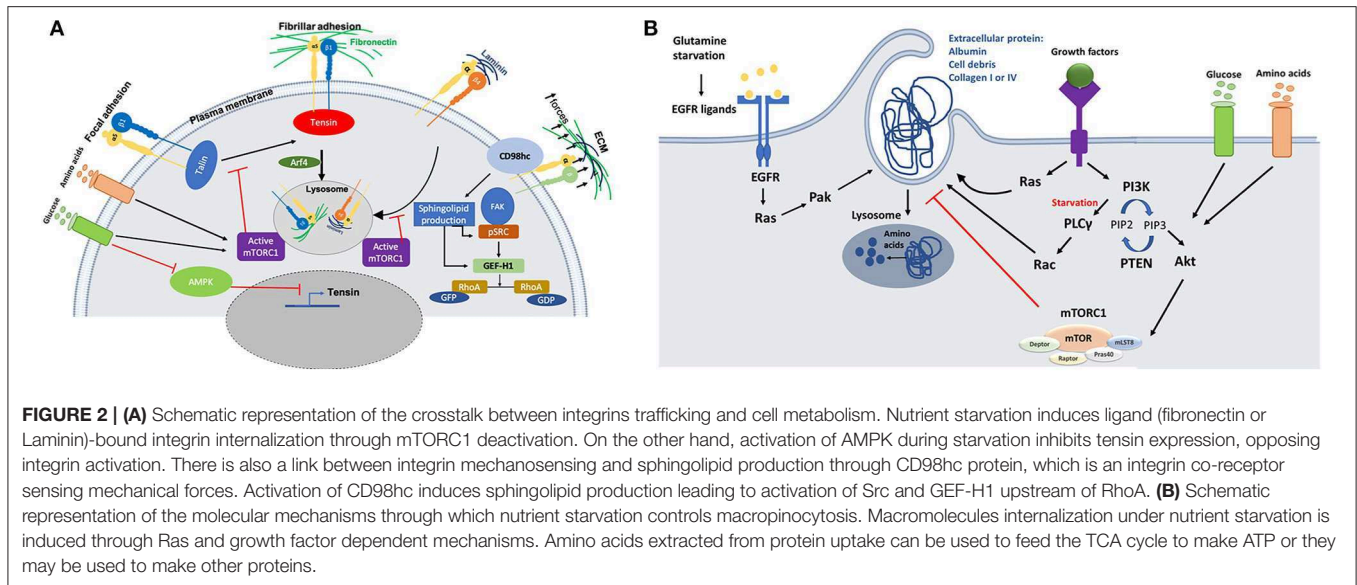 A
Fibrillar adhesion
α5
β1
Fibronectin
Laminin
α
β4
forces
ECM
Plasma membrane
Focal adhesion
α5
β1
Tensin
Talin
CD98hc
Arf4
Amino acids
Glucose
Lysosome
Sphingolipid
production
FAK
pSRC
Active
mTORC1
Active
mTORC1
GEF-H1
AMPK
Tensin
RhoA
RhoA
GFP
GDP
B
Glutamine
starvation
EGFR ligands
Extracellular protein:
Albumin
Cell debris
Collagen I or IV
Growth factors
Glucose
Amino acids
EGFR
Ras
Pak
Ras
PI3K
Starvation
Lysosome
Amino
acids
PLCγ
PIP2
PIP3
Rac
PTEN
Akt
mTORC1
mTOR
Deptor
mLST8
Raptor
Pras40
FIGURE 2 | (A) Schematic representation of the crosstalk between integrins trafficking and cell metabolism. Nutrient starvation induces ligand (fibronectin or
Laminin)-bound integrin internalization through mTORC1 deactivation. On the other hand, activation of AMPK during starvation inhibits tensin expression, opposing
integrin activation. There is also a link between integrin mechanosensing and sphingolipid production through CD98hc protein, which is an integrin co-receptor
sensing mechanical forces. Activation of CD98hc induces sphingolipid production leading to activation of Src and GEF-H1 upstream of RhoA. (B) Schematic
representation of the molecular mechanisms through which nutrient starvation controls macropinocytosis. Macromolecules internalization under nutrient starvation is
induced through Ras and growth factor dependent mechanisms. Amino acids extracted from protein uptake can be used to feed the TCA cycle to make ATP or they
may be used to make other proteins.